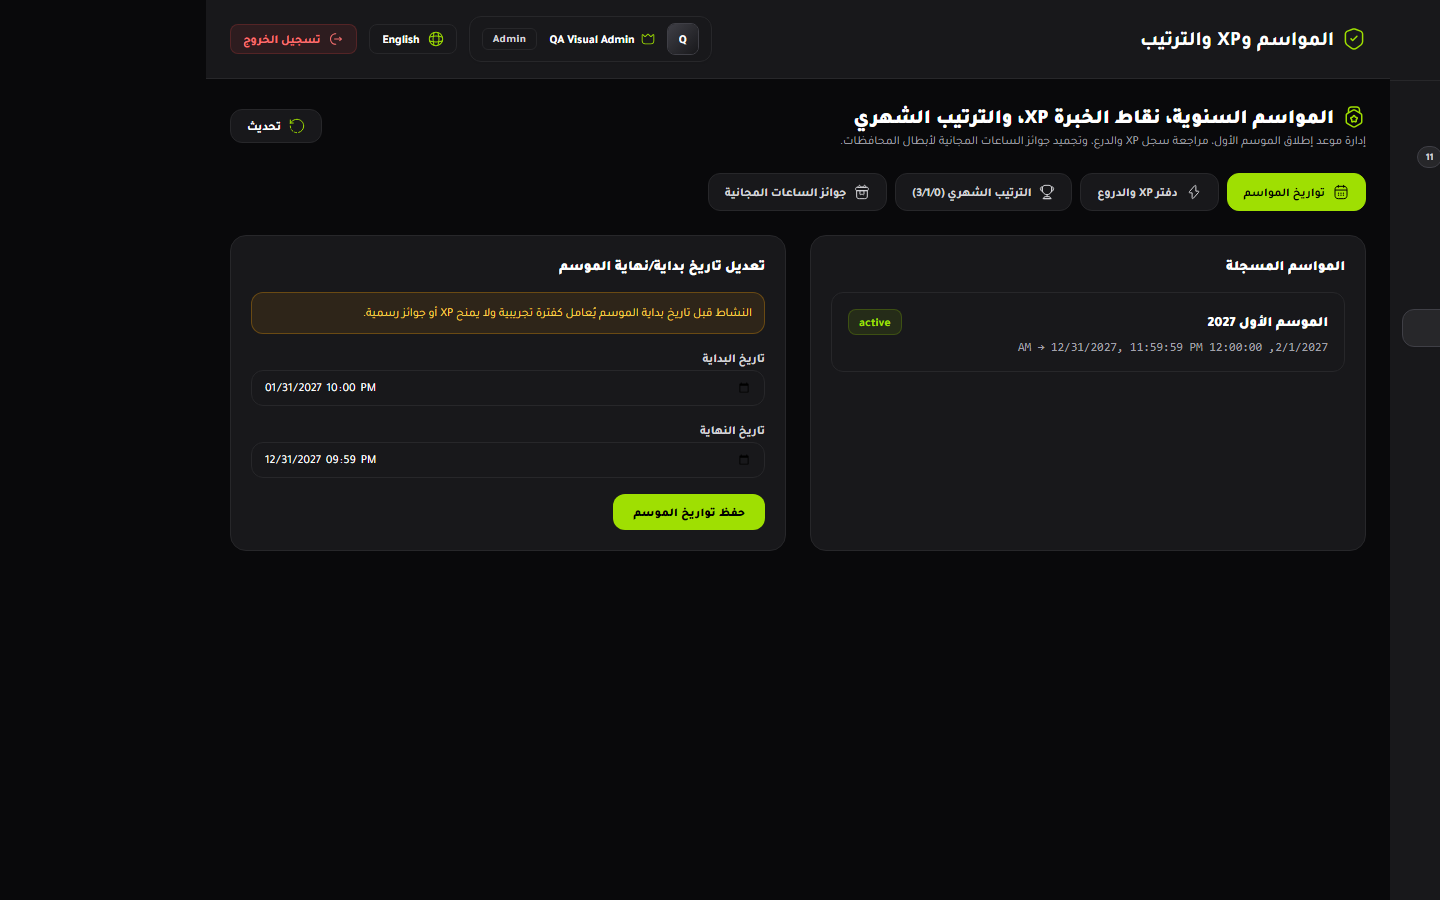 المواسم وXP والترتيب
Q
QA Visual Admin
Admin
English
تسجيل الخروج
المواسم السنوية، نقاط الخبرة XP، والترتيب الشهري
إدارة موعد إطلاق الموسم الأول، مراجعة سجل XP والدرع، وتجميد جوائز الساعات المجانية لأبطال المحافظات.
تحديث
11
تواريخ المواسم
دفتر XP والدروع
الترتيب الشهري (3/1/0)
جوائز الساعات المجانية
المواسم المسجلة
الموسم الأول 2027
active
2/1/2027, 12:00:00 AM → 12/31/2027, 11:59:59 PM
تعديل تاريخ بداية/نهاية الموسم
النشاط قبل تاريخ بداية الموسم يُعامل كفترة تجريبية ولا يمنح XP أو جوائز رسمية.
تاريخ البداية
01/31/2027 10:00 PM
تاريخ النهاية
12/31/2027 09:59 PM
حفظ تواريخ الموسم